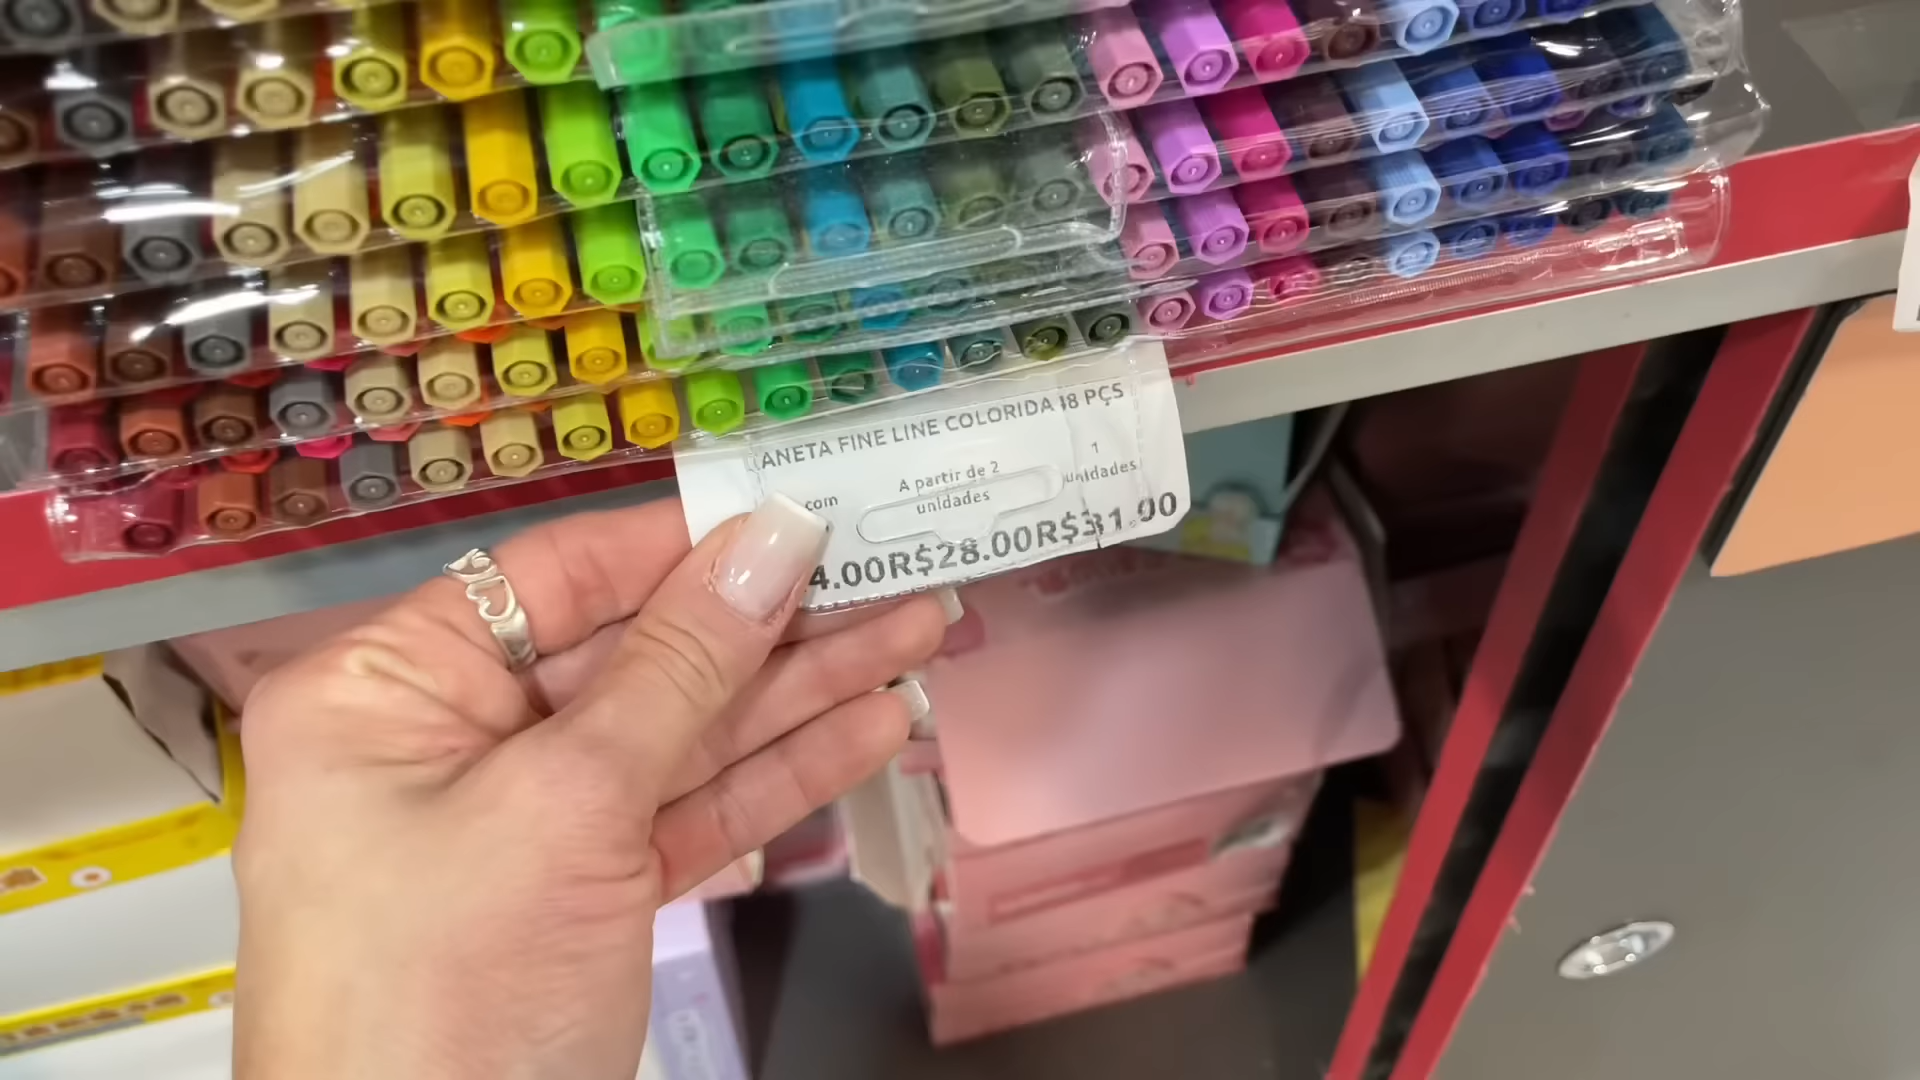 ANETA FINE LINE COLORIDA 18 PÇS
com
A partir de 2
unidades
1
unidades
4.00R$28.00R$31.00